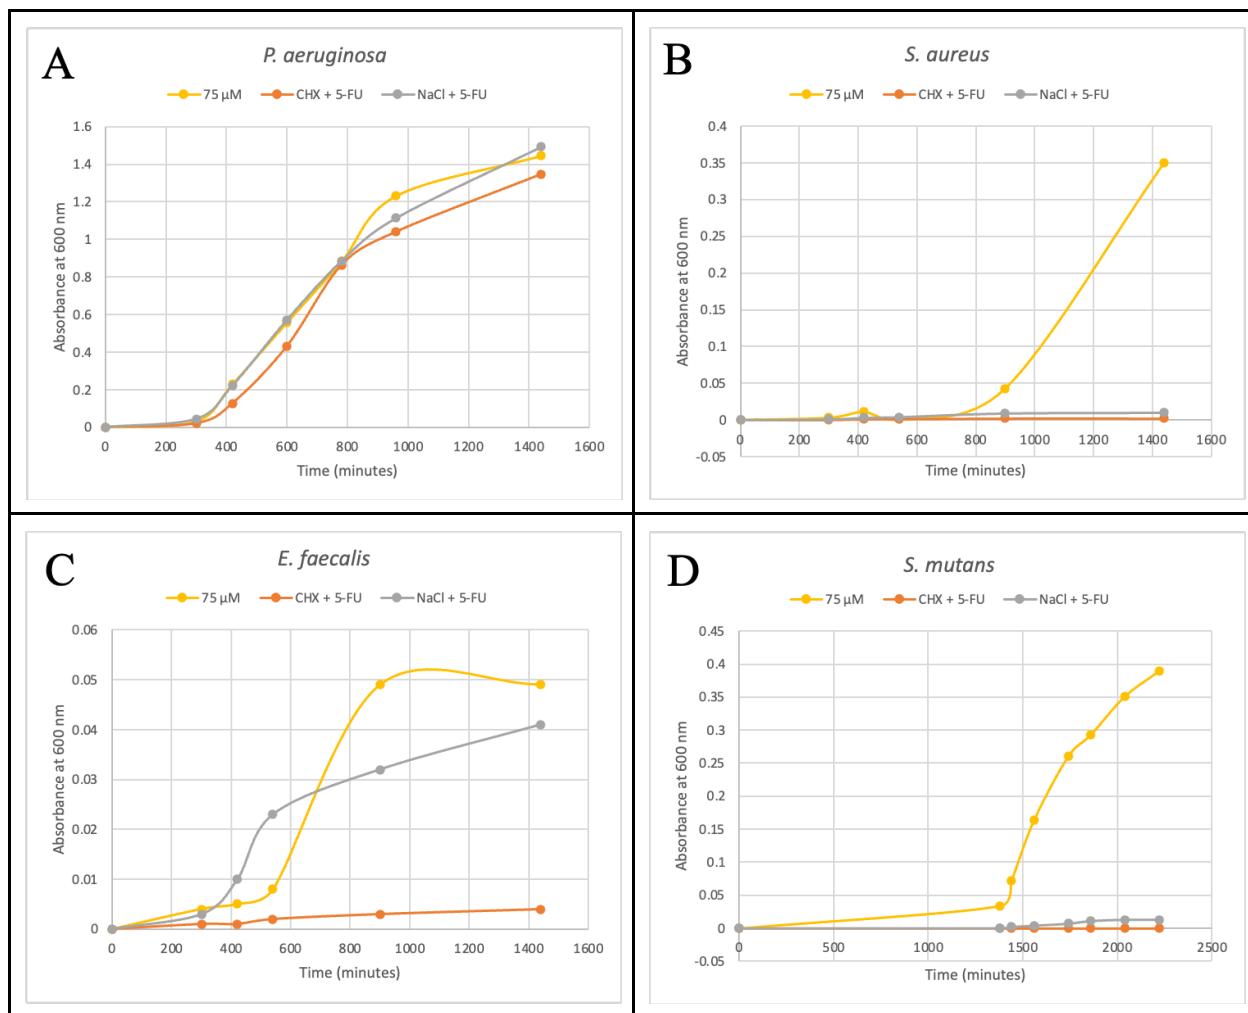 A
P. aeruginosa
75 μM CHX + 5-FU NaCl + 5-FU
1.6
1.4
1.2
1
0.8
0.6
0.4
0.2
0
Absorbance at 600 nm
0 200 400 600 800 1000 1200 1400 1600
Time (minutes)
B
S. aureus
75 μM CHX + 5-FU NaCl + 5-FU
0.4
0.35
0.3
0.25
0.2
0.15
0.1
0.05
0
-0.05
Absorbance at 600 nm
0 200 400 600 800 1000 1200 1400 1600
Time (minutes)
C
E. faecalis
75 μM CHX + 5-FU NaCl + 5-FU
0.06
0.05
0.04
0.03
0.02
0.01
0
Absorbance at 600 nm
0 200 400 600 800 1000 1200 1400 1600
Time (minutes)
D
S. mutans
75 μM CHX + 5-FU NaCl + 5-FU
0.45
0.4
0.35
0.3
0.25
0.2
0.15
0.1
0.05
0
-0.05
Absorbance at 600 nm
0 500 1000 1500 2000 2500
Time (minutes)